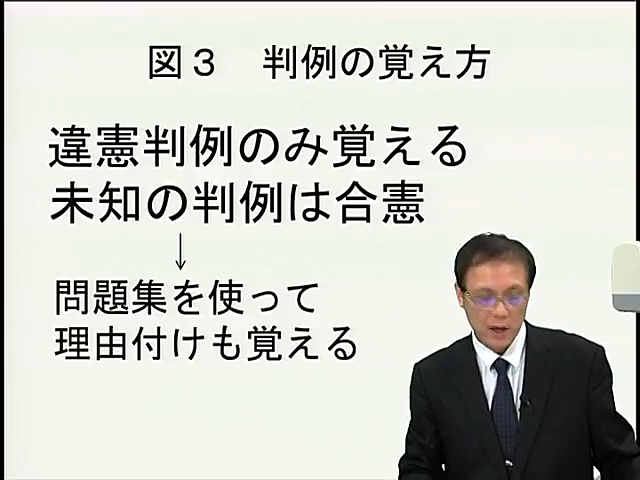 図３　判例の覚え方
違憲判例のみ覚える
未知の判例は合憲
↓
問題集を使って
理由付けも覚える